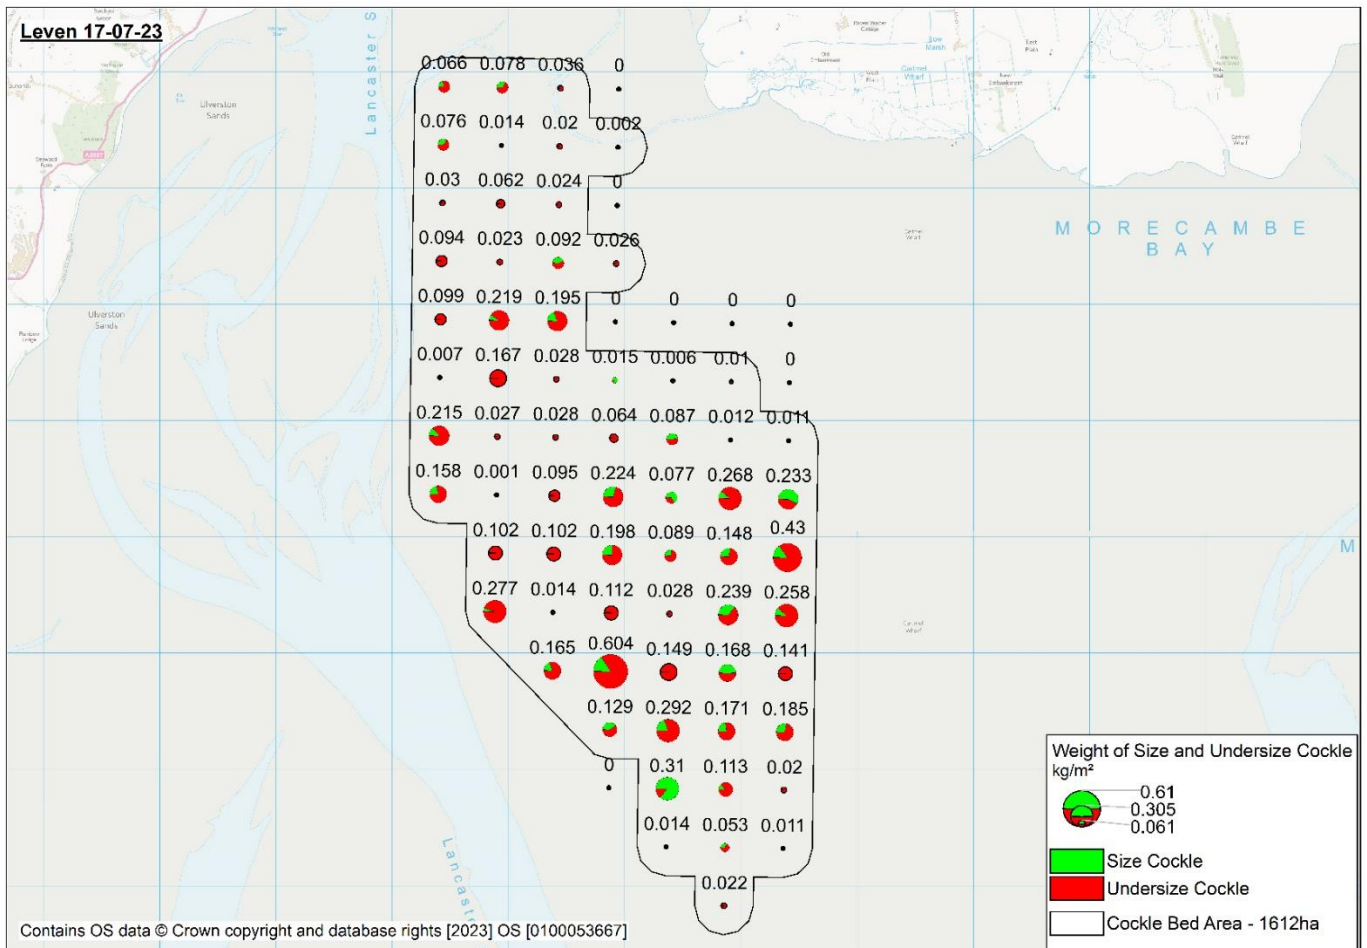 Leven 17-07-23
Lancaster S
Ulverston
Sands
Cartmel
Wharf
MORECAMBE
BAY
Ulverston
Sands
0.066 0.078 0.036 0
0.076 0.014 0.02 0.002
0.03 0.062 0.024 0
0.094 0.023 0.092 0.026
0.099 0.219 0.195 0 0 0 0
0.007 0.167 0.028 0.015 0.006 0.01 0
0.215 0.027 0.028 0.064 0.087 0.012 0.011
0.158 0.001 0.095 0.224 0.077 0.268 0.233
0.102 0.102 0.198 0.089 0.148 0.43
M
0.277 0.014 0.112 0.028 0.239 0.258
0.165 0.604 0.149 0.168 0.141
0.129 0.292 0.171 0.185
0 0.31 0.113 0.02
0.014 0.053 0.011
0.022
Lancaste
Weight of Size and Undersize Cockle
kg/m²
0.61
0.305
0.061
Size Cockle
Undersize Cockle
Cockle Bed Area - 1612ha
Contains OS data © Crown copyright and database rights [2023] OS [0100053667]